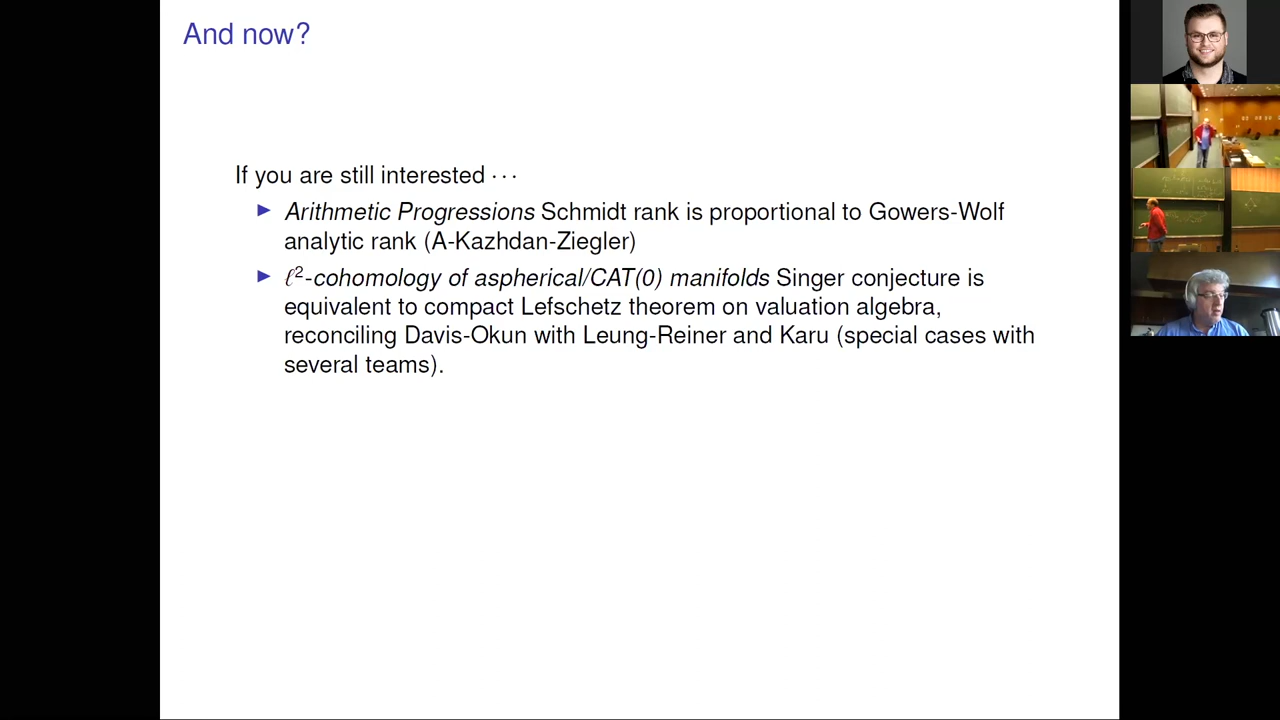 And now?
If you are still interested ···
▶ Arithmetic Progressions Schmidt rank is proportional to Gowers-Wolf
analytic rank (A-Kazhdan-Ziegler)
▶ ℓ²-cohomology of aspherical/CAT(0) manifolds Singer conjecture is
equivalent to compact Lefschetz theorem on valuation algebra,
reconciling Davis-Okun with Leung-Reiner and Karu (special cases with
several teams).